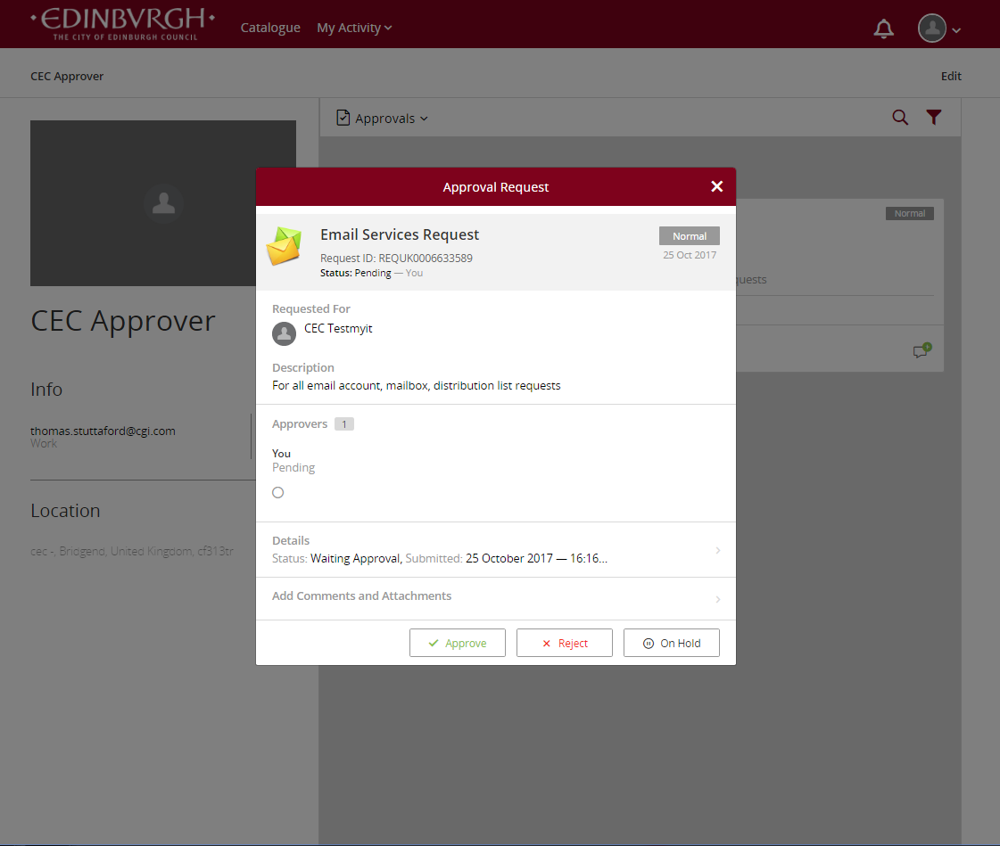 •EDINBVRGH•
THE CITY OF EDINBURGH COUNCIL
Catalogue
My Activity
CEC Approver
Edit
Approvals
CEC Approver
Info
thomas.stuttaford@cgi.com
Work
Location
cec -, Bridgend, United Kingdom, cf313tr
Normal
quests
1
Approval Request
Email Services Request
Normal
Request ID: REQUK0006633589
25 Oct 2017
Status: Pending — You
Requested For
CEC Testmyit
Description
For all email account, mailbox, distribution list requests
Approvers 1
You
Pending
Details
Status: Waiting Approval, Submitted: 25 October 2017 — 16:16...
Add Comments and Attachments
Approve
Reject
On Hold